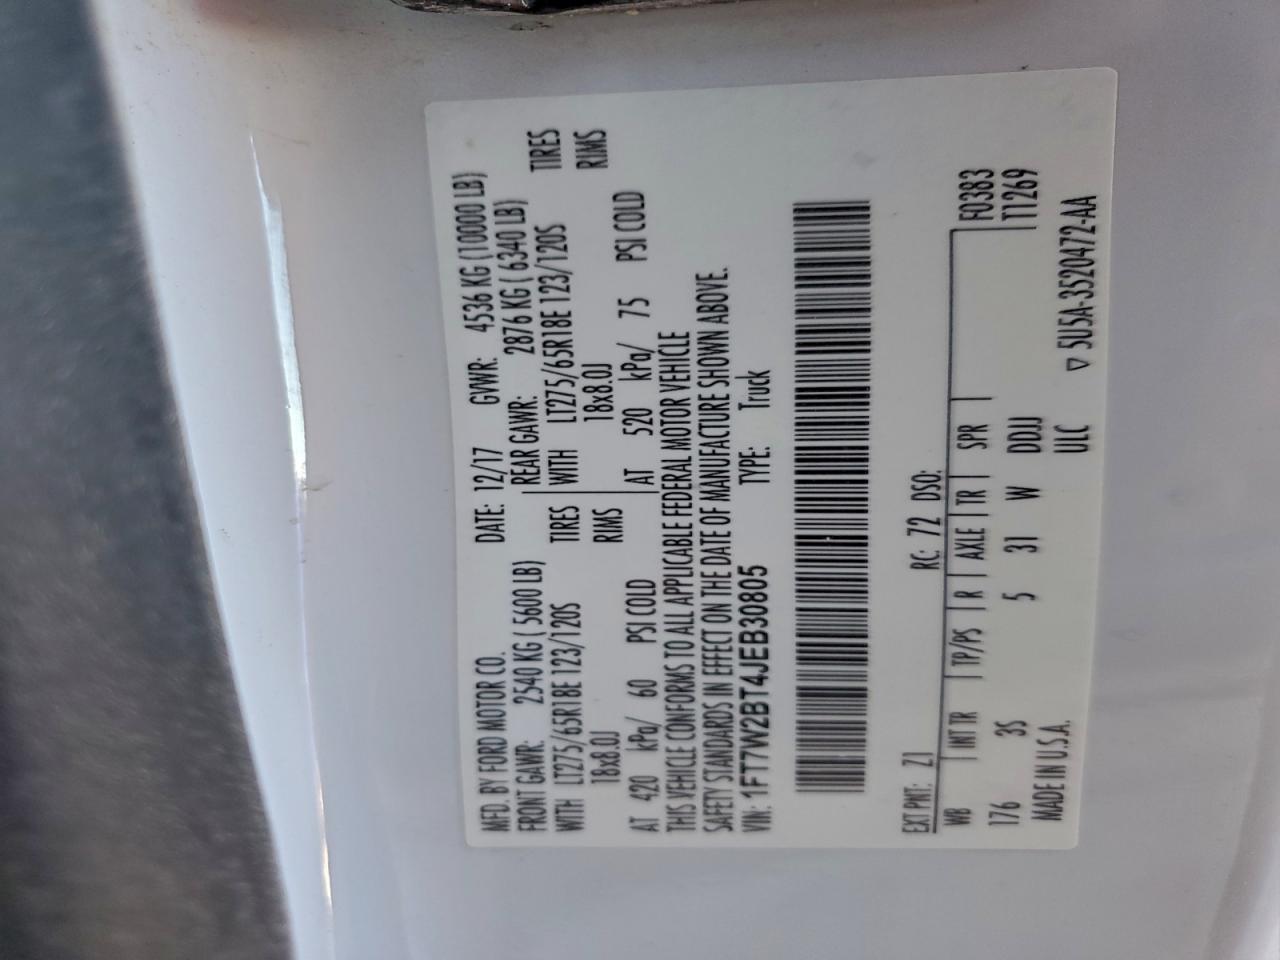 MFD. BY FORD MOTOR CO. DATE: 12/17 GVWR: 4536 KG (10000 LB)
FRONT GAWR: 2540 KG ( 5600 LB) REAR GAWR: 2876 KG ( 6340 LB)
WITH LT275/65R18E 123/120S TIRES WITH LT275/65R18E 123/120S TIRES
18x8.0J RIMS 18x8.0J RIMS
AT 420 kPa/ 60 PSI COLD AT 520 kPa/ 75 PSI COLD
THIS VEHICLE CONFORMS TO ALL APPLICABLE FEDERAL MOTOR VEHICLE
SAFETY STANDARDS IN EFFECT ON THE DATE OF MANUFACTURE SHOWN ABOVE.
VIN: 1FT7W2BT4JEB30805 TYPE: Truck
EXT PNT: Z1 RC: 72 DSO:
WB INT TR TP/PS R AXLE TR SPR F0383
176 3S 5 31 W DDJJ T1269
MADE IN U.S.A. ULC ▽ 5U5A-3520472-AA